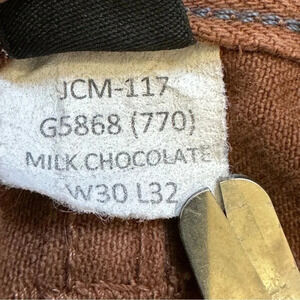 JCM-117
G5868 (770)
MILK CHOCOLATE
W30 L32